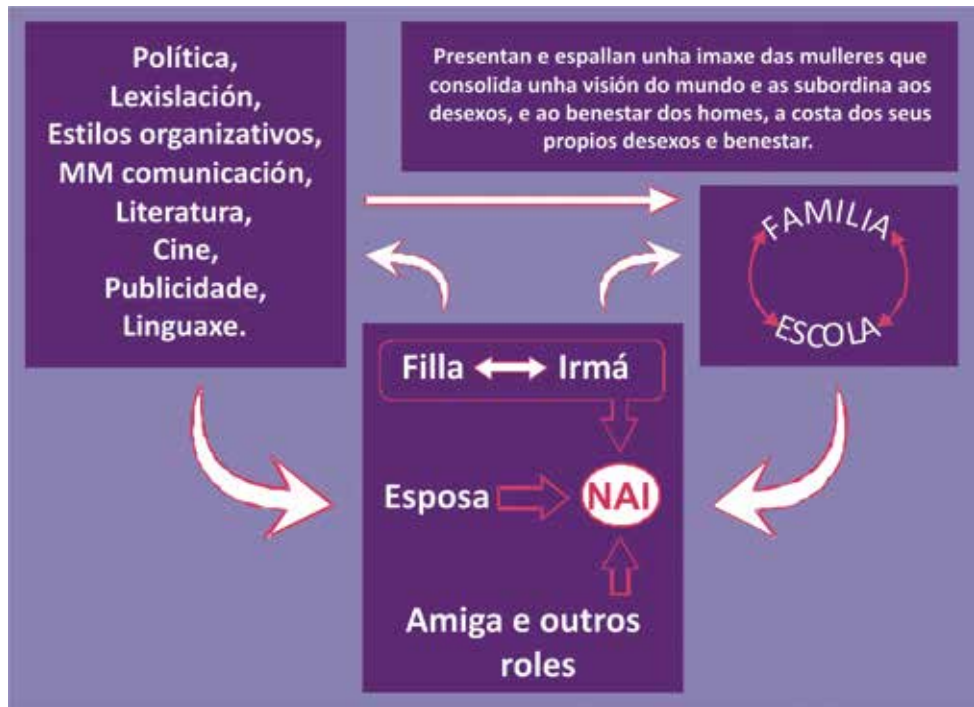 Política,
Lexislación,
Estilos organizativos,
MM comunicación,
Literatura,
Cine,
Publicidade,
Linguaxe.
Presentan e espallan unha imaxe das mulleres que
consolida unha visión do mundo e as subordina aos
desexos, e ao benestar dos homes, a costa dos seus
propios desexos e benestar.
FAMILIA
ESCOLA
Filla Irmá
Esposa NAI
Amiga e outros
roles